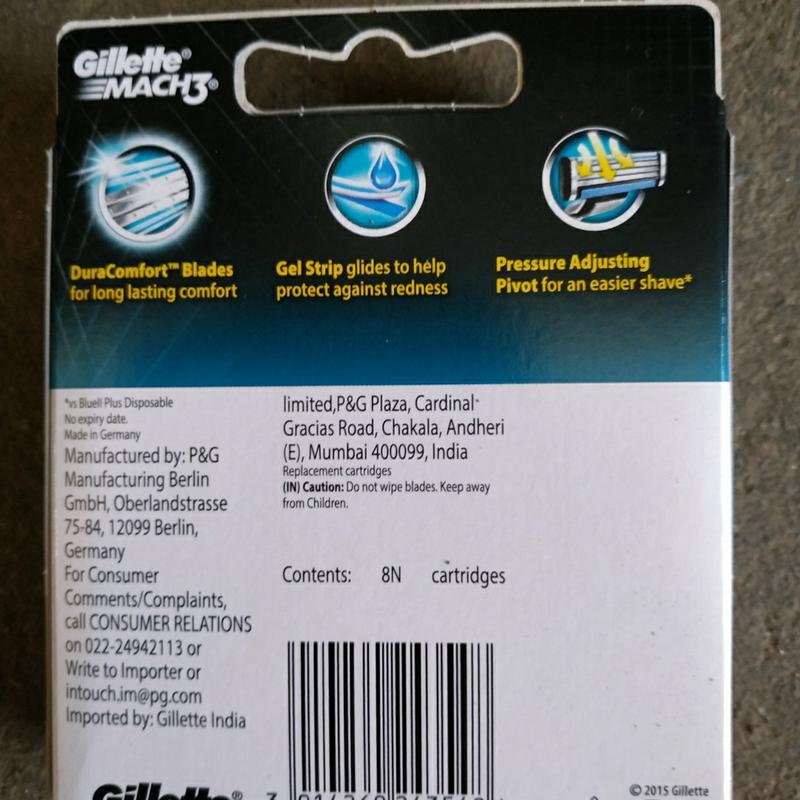 Gillette®
MACH3®
DuraComfort™ Blades
for long lasting comfort
Gel Strip glides to help
protect against redness
Pressure Adjusting
Pivot for an easier shave*
*vs BlueII Plus Disposable
No expiry date.
Made in Germany
Manufactured by: P&G
Manufacturing Berlin
GmbH, Oberlandstrasse
75-84, 12099 Berlin,
Germany
For Consumer
Comments/Complaints,
call CONSUMER RELATIONS
on 022-24942113 or
Write to Importer or
intouch.im@pg.com
Imported by: Gillette India
limited,P&G Plaza, Cardinal
Gracias Road, Chakala, Andheri
(E), Mumbai 400099, India
Replacement cartridges
(IN) Caution: Do not wipe blades. Keep away
from Children.
Contents: 8N cartridges
Gillette®
© 2015 Gillette